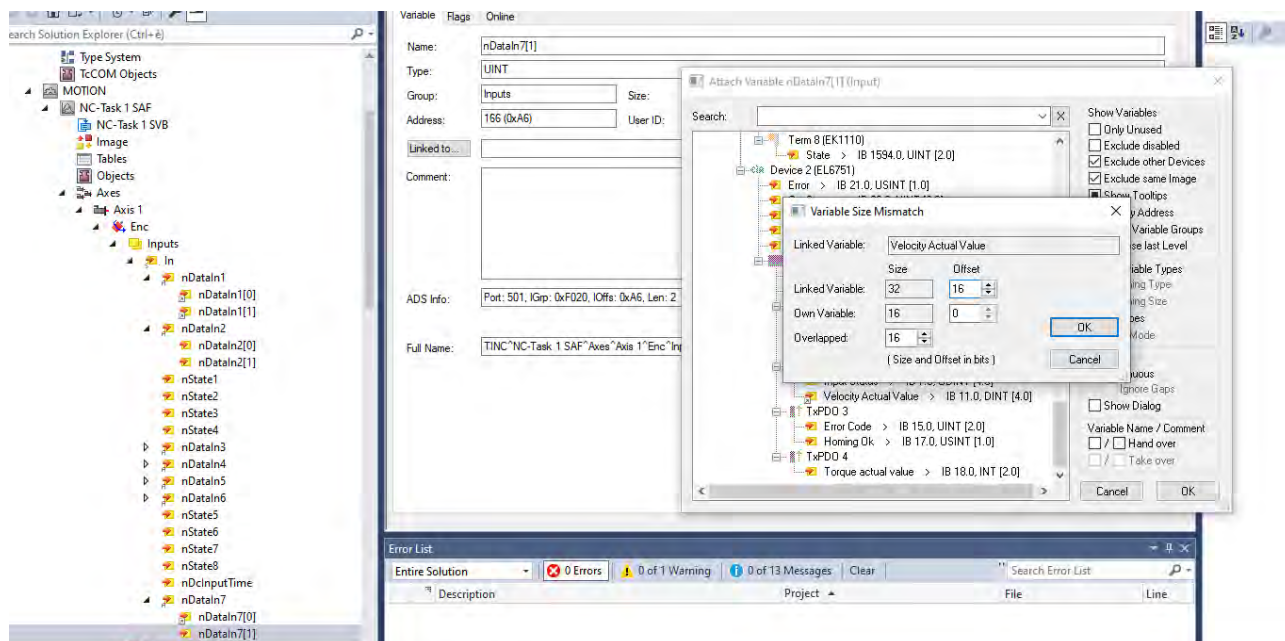 earch Solution Explorer (Ctrl+è)
Type System
TcCOM Objects
MOTION
NC-Task 1 SAF
NC-Task 1 SVB
Image
Tables
Objects
Axes
Axis 1
Enc
Inputs
In
nDataIn1
nDataIn1[0]
nDataIn1[1]
nDataIn2
nDataIn2[0]
nDataIn2[1]
nState1
nState2
nState3
nState4
nDataIn3
nDataIn4
nDataIn5
nDataIn6
nState5
nState6
nState7
nState8
nDcInputTime
nDataIn7
nDataIn7[0]
nDataIn7[1]
Variable Flags Online
Name: nDataIn7[1]
Type: UINT
Group: Inputs Size:
Address: 166 (0xA6) User ID:
Linked to...
Comment:
ADS Info: Port: 501, IGrp: 0xF020, IOffs: 0xA6, Len: 2
Full Name: TINC^NC-Task 1 SAF^Axes^Axis 1^Enc^Inp
Attach Variable nDataIn7[1] (Input)
Search:
Term 8 (EK1110)
State > IB 1594.0, UINT [2.0]
Device 2 (EL6751)
Error > IB 21.0, USINT [1.0]
Variable Size Mismatch
Linked Variable: Velocity Actual Value
Size Offset
Linked Variable: 32 16
Own Variable: 16 0
Overlapped: 16
( Size and Offset in bits )
OK
Cancel
Velocity Actual Value > IB 11.0, DINT [4.0]
TxPDO 3
Error Code > IB 15.0, UINT [2.0]
Homing Ok > IB 17.0, USINT [1.0]
TxPDO 4
Torque actual value > IB 18.0, INT [2.0]
Show Variables
Only Unused
Exclude disabled
Exclude other Devices
Exclude same Image
Show Tooltips
y Address
Variable Groups
se last Level
iable Types
ing Type
ing Size
pes
Mode
uous
Ignore Gaps
Show Dialog
Variable Name / Comment
/ Hand over
/ Take over
Cancel OK
Error List
Entire Solution 0 Errors 0 of 1 Warning 0 of 13 Messages Clear Search Error List
Description Project File Line